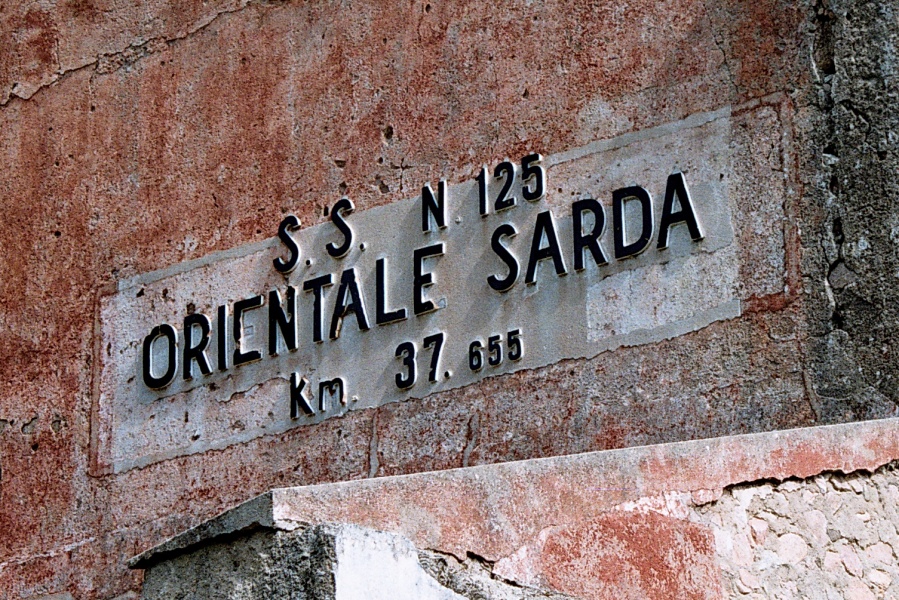 S.S. N.125
ORIENTALE SARDA
km. 37.655